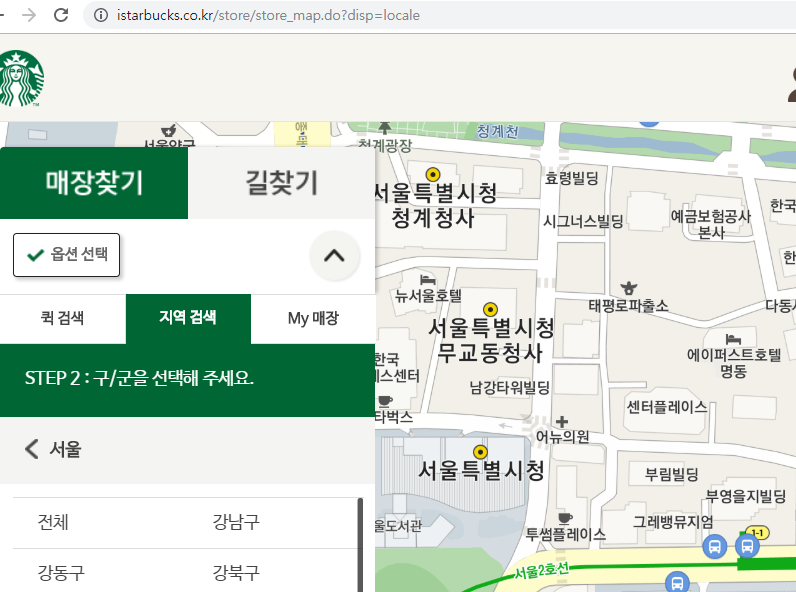 istarbucks.co.kr/store/store_map.do?disp=locale
매장찾기
길찾기
옵션 선택
퀵 검색
지역 검색
My 매장
STEP 2 : 구/군을 선택해 주세요.
서울
전체
강남구
강동구
강북구
청계천
서울약국
청계광장
서울특별시청
청계청사
효령빌딩
시그너스빌딩
예금보험공사
본사
한국
뉴서울호텔
태평로파출소
다동
서울특별시청
무교동청사
에이퍼스트호텔
명동
한국
스센터
남강타워빌딩
타벅스
센터플레이스
어뉴의원
서울특별시청
부림빌딩
부영을지빌딩
울도서관
투썸플레이스
그레뱅뮤지엄
1-1
서울2호선